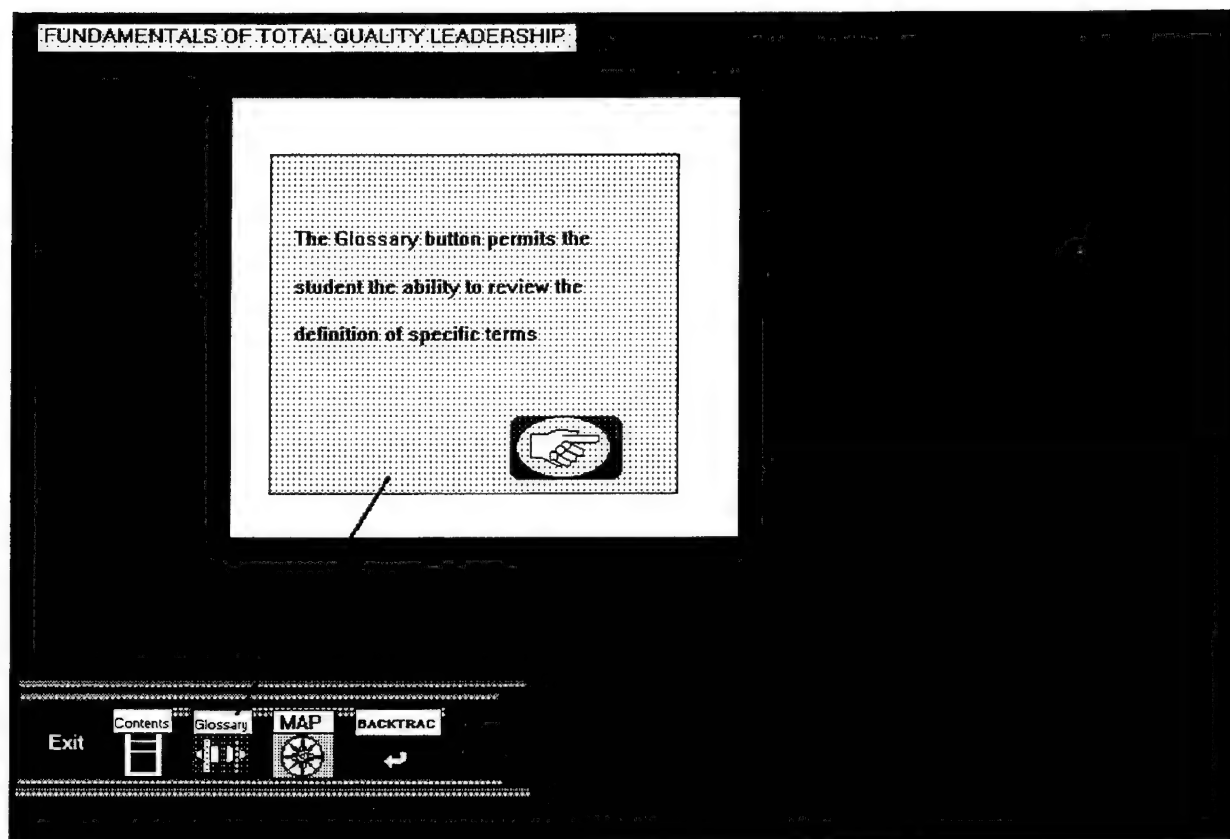 FUNDAMENTALS OF TOTAL QUALITY LEADERSHIP
The Glossary button permits the
student the ability to review the
definition of specific terms
Exit
Contents
Glossary
MAP
BACKTRAC